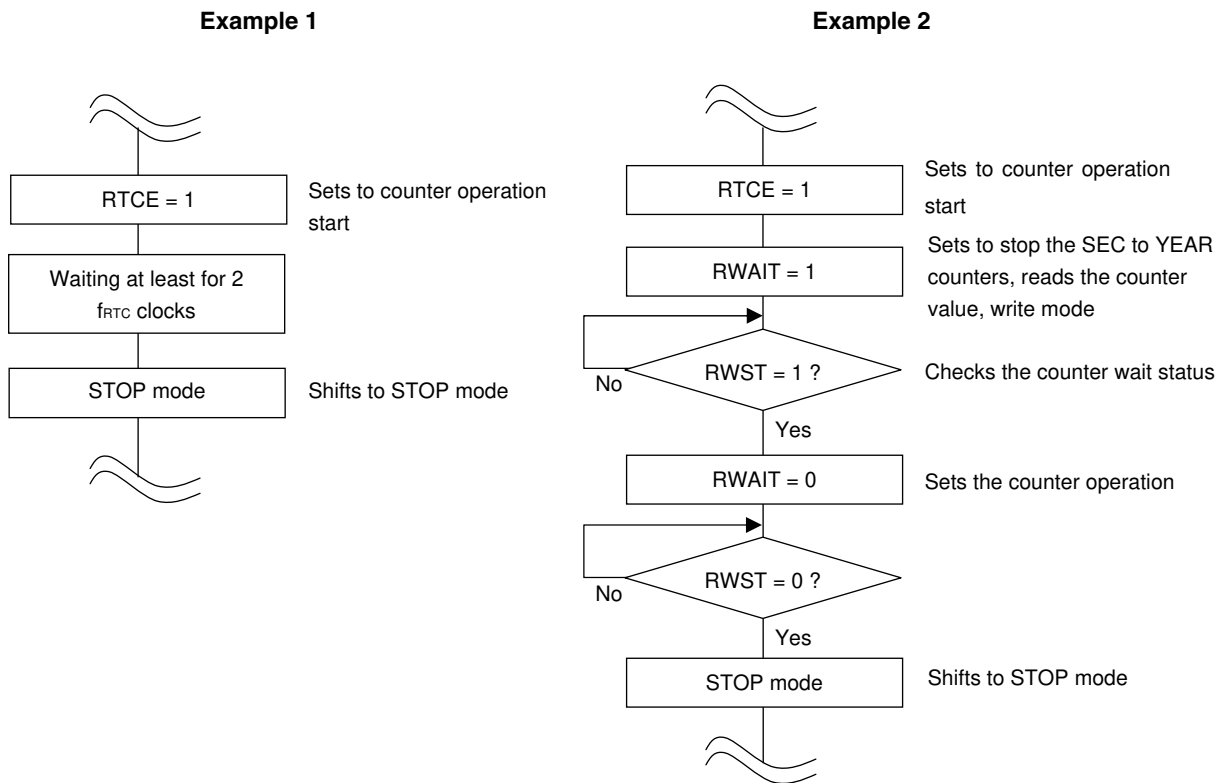 Example 1
RTCE = 1
Sets to counter operation
start
Waiting at least for 2
fRTC clocks
STOP mode
Shifts to STOP mode
Example 2
RTCE = 1
Sets to counter operation
start
RWAIT = 1
Sets to stop the SEC to YEAR
counters, reads the counter
value, write mode
RWST = 1 ?
No
Checks the counter wait status
Yes
RWAIT = 0
Sets the counter operation
RWST = 0 ?
No
Yes
STOP mode
Shifts to STOP mode